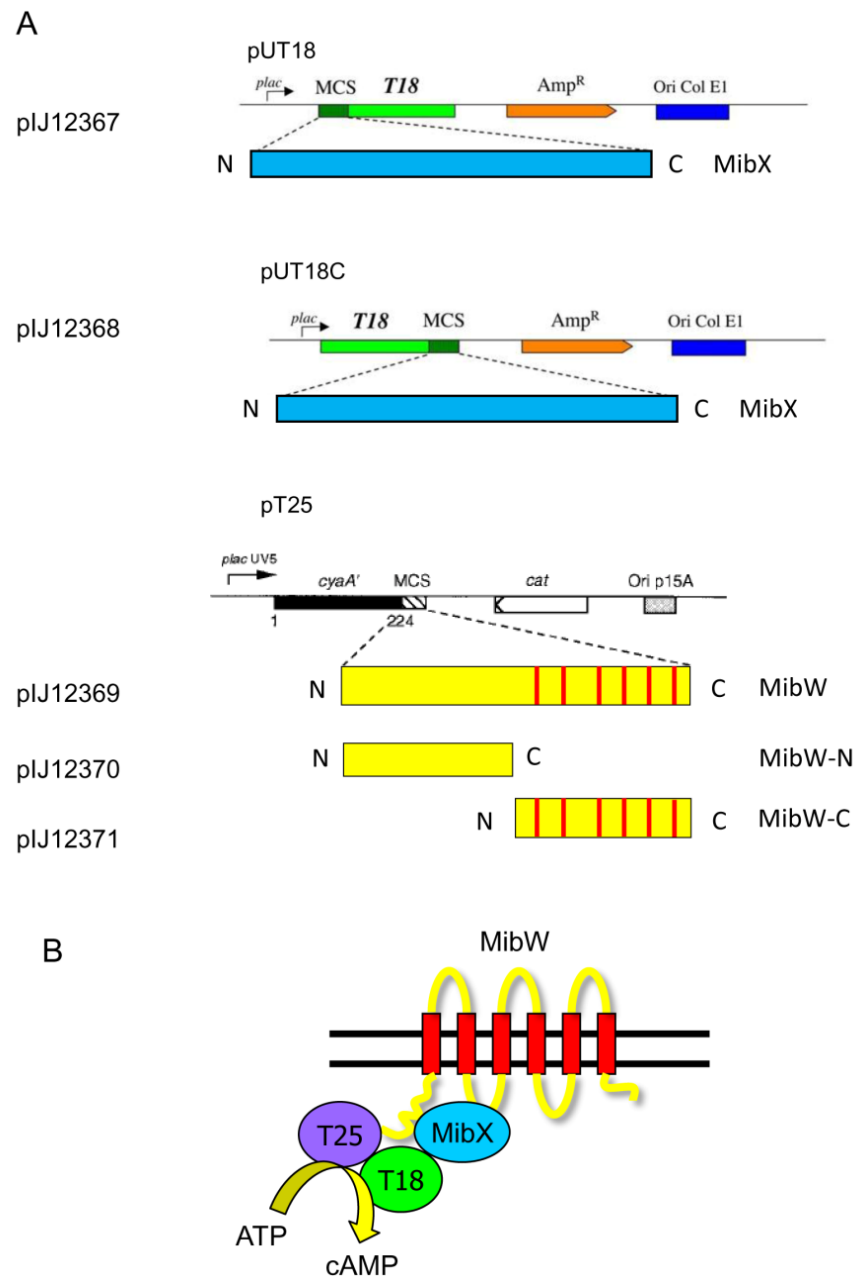 A
pUT18
plac MCS T18 AmpR Ori Col E1
pIJ12367
N C MibX
pUT18C
plac T18 MCS AmpR Ori Col E1
pIJ12368
N C MibX
pT25
plac UV5 cyaA' MCS cat Ori p15A
1 224
pIJ12369 N C MibW
pIJ12370 N C MibW-N
pIJ12371 N C MibW-C
B
MibW
T25 MibX
T18
ATP
cAMP